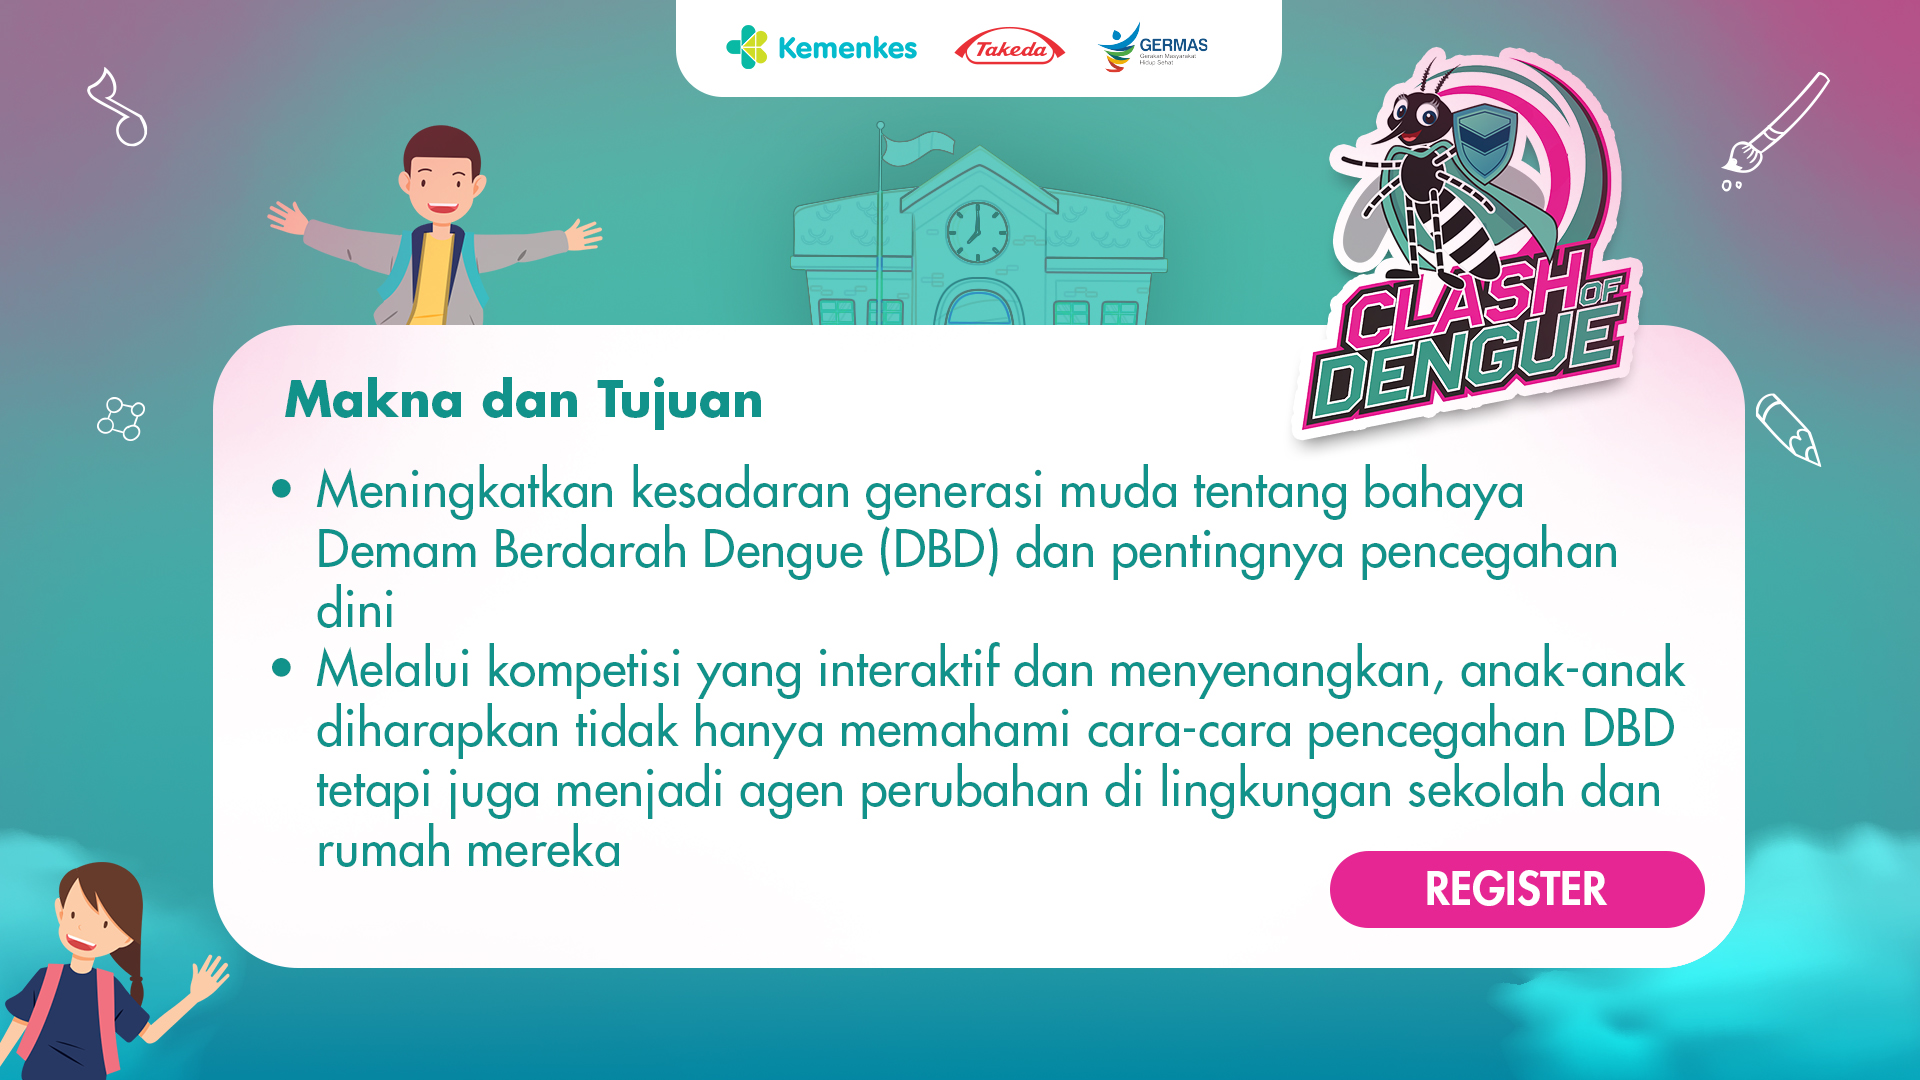 Kemenkes
Takeda
GERMAS
Gerakan Masyarakat
Hidup Sehat
CLASH OF
DENGUE
Makna dan Tujuan
• Meningkatkan kesadaran generasi muda tentang bahaya
Demam Berdarah Dengue (DBD) dan pentingnya pencegahan
dini
• Melalui kompetisi yang interaktif dan menyenangkan, anak-anak
diharapkan tidak hanya memahami cara-cara pencegahan DBD
tetapi juga menjadi agen perubahan di lingkungan sekolah dan
rumah mereka
REGISTER